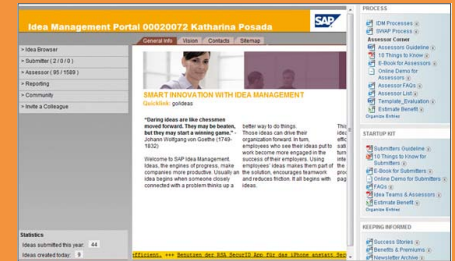 Idea Management Portal 00020072 Katharina Posada
SAP
General Info Vision Contacts Sitemap
> Idea Browser
> Submitter ( 2 / 0 / 0 )
> Assessor ( 95 / 1589 )
> Reporting
> Community
> Invite a Colleague
SMART INNOVATION WITH IDEA MANAGEMENT
Quicklink: go/ideas
"Daring ideas are like chessmen
moved forward. They may be beaten,
but they may start a winning game." -
Johann Wolfgang von Goethe (1749-
1832)
Welcome to SAP Idea Management.
Ideas, the engines of progress, make
companies more productive. Usually an
idea begins when someone closely
connected with a problem thinks up a
better way to do things.
Those ideas can drive their
organization forward. In turn,
employees who see their ideas put to
work become more engaged in the
success of their employers. Using
employees' ideas makes them part of
the solution, encourages teamwork
and reduces friction. It all begins with
ideas.
Statistics
Ideas submitted this year: 44
Ideas created today: 9
efficient. +++ Benutzen der RSA SecurID App für das iPhone anstatt Sec
PROCESS
IDM Processes
SWAP Process
Assessor Corner
Assessors Guideline
10 Things to Know
E-Book for Assessors
Online Demo for
Assessors
Assessor FAQs
Assessor List
Template_Evaluation
Estimate Benefit
Organize Entries
STARTUP KIT
Submitters Guideline
10 Things to Know for
Submitters
E-Book for Submitters
Online Demo for Submitters
FAQs
Idea Teams & Assessors
Estimate Benefit
Organize Entries
KEEPING INFORMED
Success Stories
Benefits & Premiums
Newsletter Archive